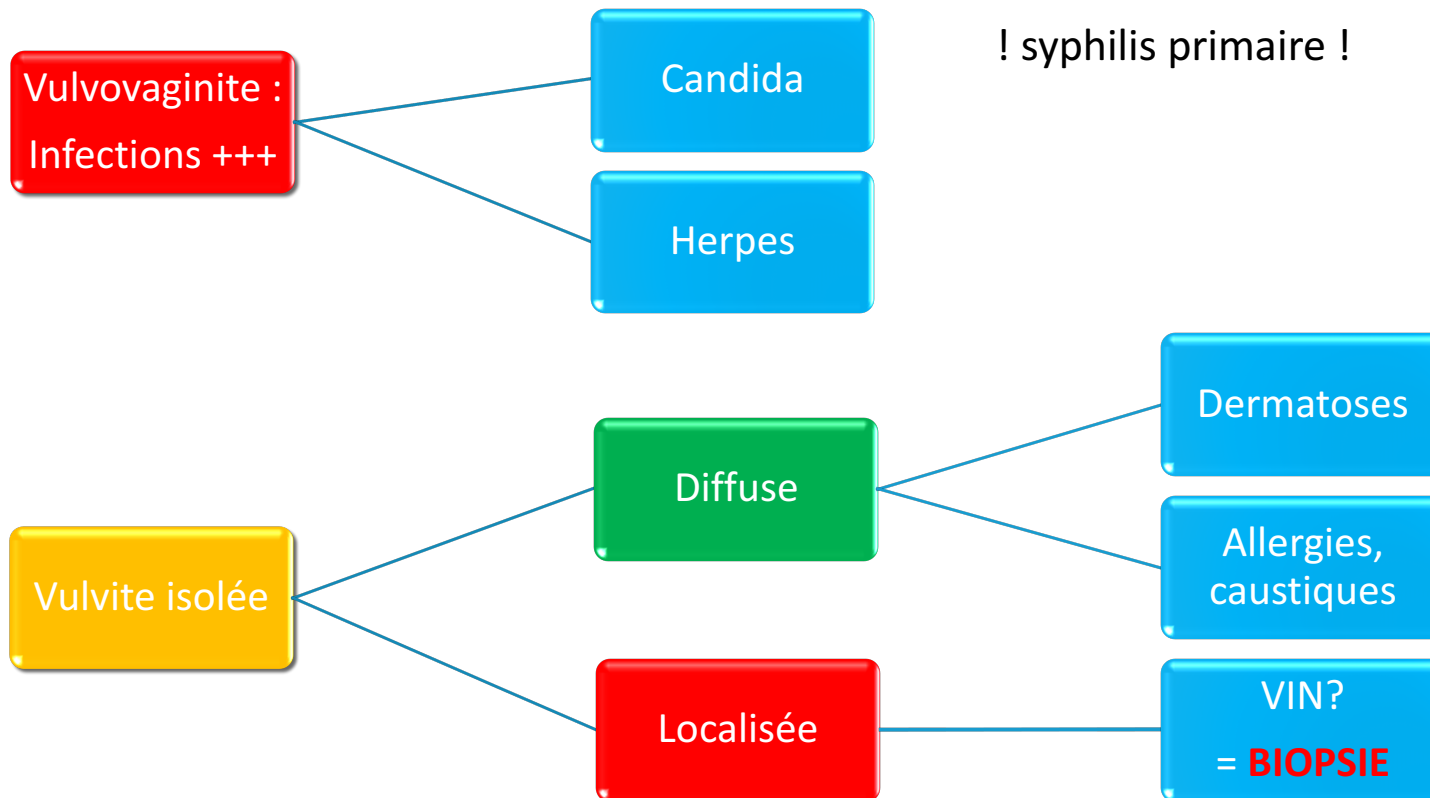 ! syphilis primaire !
Vulvovaginite :
Infections +++
Candida
Herpes
Vulvite isolée
Diffuse
Dermatoses
Allergies,
caustiques
Localisée
VIN?
= BIOPSIE